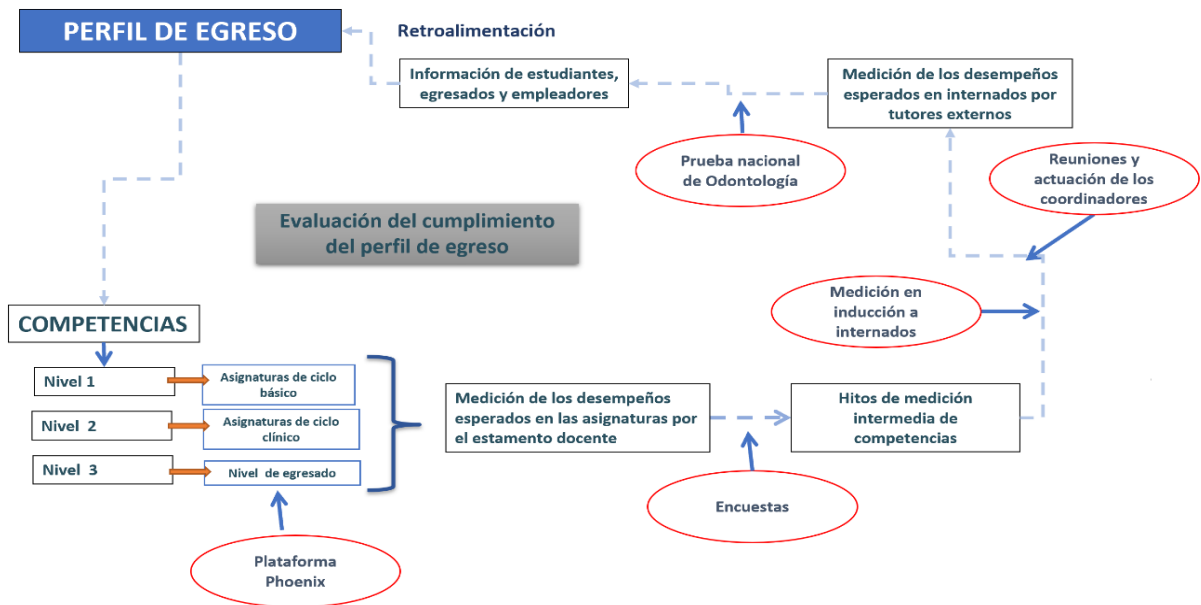 PERFIL DE EGRESO
Retroalimentación
Información de estudiantes,
egresados y empleadores
Medición de los desempeños
esperados en internados por
tutores externos
Prueba nacional
de Odontología
Reuniones y
actuación de los
coordinadores
Evaluación del cumplimiento
del perfil de egreso
Medición en
inducción a
internados
COMPETENCIAS
Nivel 1
Asignaturas de ciclo
básico
Nivel 2
Asignaturas de ciclo
clínico
Nivel 3
Nivel de egresado
Medición de los desempeños
esperados en las asignaturas por
el estamento docente
Hitos de medición
intermedia de
competencias
Encuestas
Plataforma
Phoenix